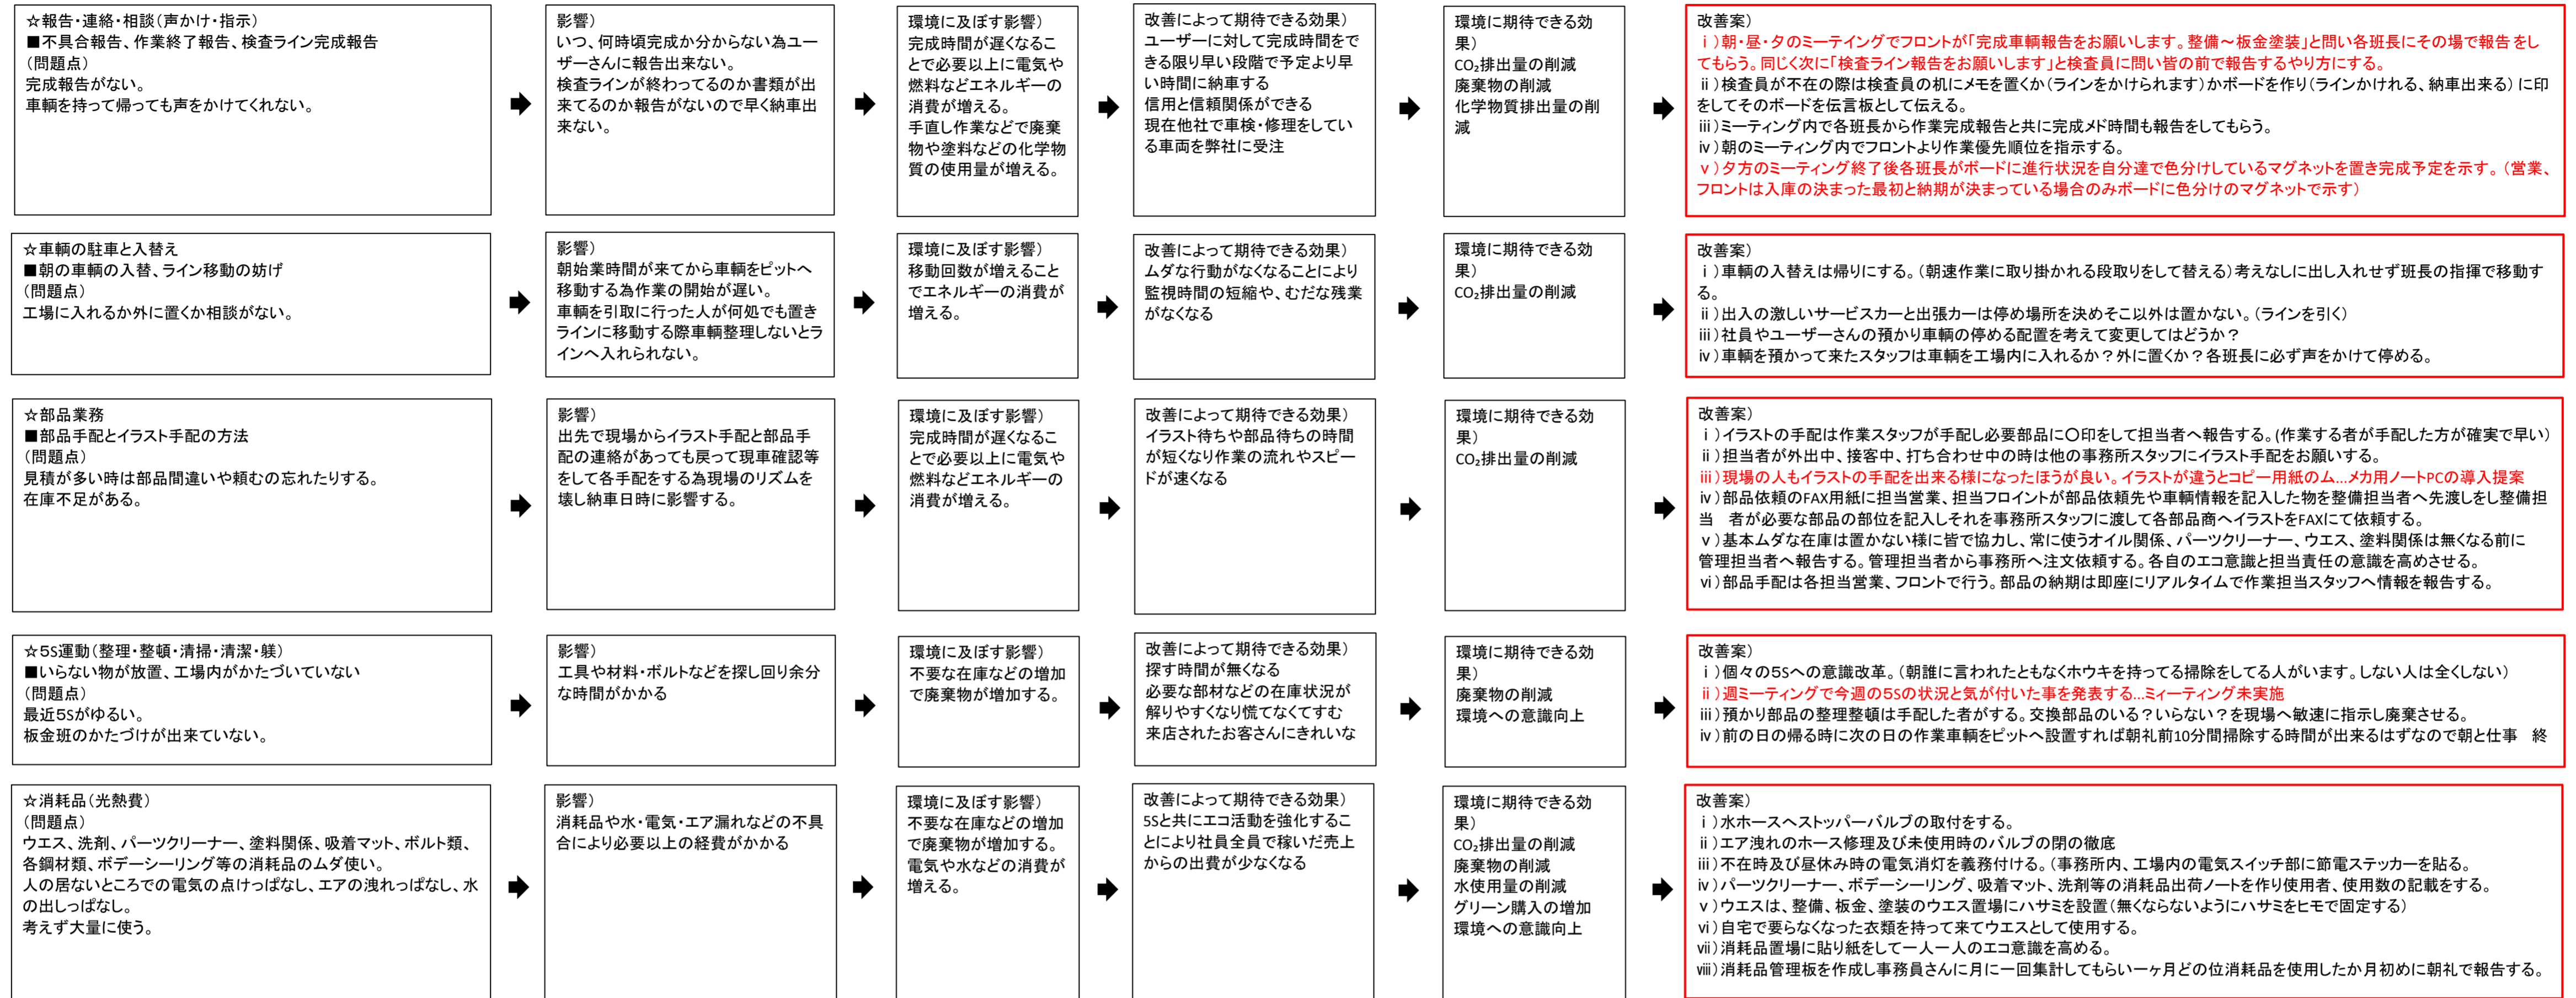 ☆報告・連絡・相談(声かけ・指示)
■不具合報告、作業終了報告、検査ライン完成報告
(問題点)
完成報告がない。
車輌を持って帰っても声をかけてくれない。
影響)
いつ、何時頃完成か分からない為ユー
ザーさんに報告出来ない。
検査ラインが終わってるのか書類が出
来てるのか報告がないので早く納車出
来ない。
環境に及ぼす影響)
完成時間が遅くなるこ
とで必要以上に電気や
燃料などエネルギーの
消費が増える。
手直し作業などで廃棄
物や塗料などの化学物
質の使用量が増える。
改善によって期待できる効果)
ユーザーに対して完成時間をで
きる限り早い段階で予定より早
い時間に納車する
信用と信頼関係ができる
現在他社で車検・修理をしてい
る車両を弊社に受注
環境に期待できる効
果)
CO₂排出量の削減
廃棄物の削減
化学物質排出量の削
減
改善案)
ⅰ)朝・昼・夕のミーテイングでフロントが「完成車輌報告をお願いします。整備～板金塗装」と問い各班長にその場で報告をし
てもらう。同じく次に「検査ライン報告をお願いします」と検査員に問い皆の前で報告するやり方にする。
ⅱ)検査員が不在の際は検査員の机にメモを置くか(ラインをかけられます)かボードを作り(ラインかけれる、納車出来る)に印
をしてそのボードを伝言板として伝える。
ⅲ)ミーティング内で各班長から作業完成報告と共に完成メド時間も報告をしてもらう。
ⅳ)朝のミーティング内でフロントより作業優先順位を指示する。
ⅴ)夕方のミーティング終了後各班長がボードに進行状況を自分達で色分けしているマグネットを置き完成予定を示す。(営業、
フロントは入庫の決まった最初と納期が決まっている場合のみボードに色分けのマグネットで示す)
☆車輌の駐車と入替え
■朝の車輌の入替、ライン移動の妨げ
(問題点)
工場に入れるか外に置くか相談がない。
影響)
朝始業時間が来てから車輌をピットへ
移動する為作業の開始が遅い。
車輌を引取に行った人が何処でも置き
ラインに移動する際車輌整理しないとラ
インへ入れられない。
環境に及ぼす影響)
移動回数が増えること
でエネルギーの消費が
増える。
改善によって期待できる効果)
ムダな行動がなくなることにより
監視時間の短縮や、むだな残業
がなくなる
環境に期待できる効
果)
CO₂排出量の削減
改善案)
ⅰ)車輌の入替えは帰りにする。(朝速作業に取り掛かれる段取りをして替える)考えなしに出し入れせず班長の指揮で移動す
る。
ⅱ)出入の激しいサービスカーと出張カーは停め場所を決めそこ以外は置かない。(ラインを引く)
ⅲ)社員やユーザーさんの預かり車輌の停める配置を考えて変更してはどうか？
ⅳ)車輌を預かって来たスタッフは車輌を工場内に入れるか？外に置くか？各班長に必ず声をかけて停める。
☆部品業務
■部品手配とイラスト手配の方法
(問題点)
見積が多い時は部品間違いや頼むの忘れたりする。
在庫不足がある。
影響)
出先で現場からイラスト手配と部品手
配の連絡があっても戻って現車確認等
をして各手配をする為現場のリズムを
壊し納車日時に影響する。
環境に及ぼす影響)
完成時間が遅くなるこ
とで必要以上に電気や
燃料などエネルギーの
消費が増える。
改善によって期待できる効果)
イラスト待ちや部品待ちの時間
が短くなり作業の流れやスピー
ドが速くなる
環境に期待できる効
果)
CO₂排出量の削減
改善案)
ⅰ)イラストの手配は作業スタッフが手配し必要部品に〇印をして担当者へ報告する。(作業する者が手配した方が確実で早い)
ⅱ)担当者が外出中、接客中、打ち合わせ中の時は他の事務所スタッフにイラスト手配をお願いする。
ⅲ)現場の人もイラストの手配を出来る様になったほうが良い。イラストが違うとコピー用紙のム…メカ用ノートPCの導入提案
ⅳ)部品依頼のFAX用紙に担当営業、担当フロイントが部品依頼先や車輌情報を記入した物を整備担当者へ先渡しをし整備担
当　者が必要な部品の部位を記入しそれを事務所スタッフに渡して各部品商へイラストをFAXにて依頼する。
ⅴ)基本ムダな在庫は置かない様に皆で協力し、常に使うオイル関係、パーツクリーナー、ウエス、塗料関係は無くなる前に
管理担当者へ報告する。管理担当者から事務所へ注文依頼する。各自のエコ意識と担当責任の意識を高めさせる。
ⅵ)部品手配は各担当営業、フロントで行う。部品の納期は即座にリアルタイムで作業担当スタッフへ情報を報告する。
☆5S運動(整理・整頓・清掃・清潔・躾)
■いらない物が放置、工場内がかたづいていない
(問題点)
最近5Sがゆるい。
板金班のかたづけが出来ていない。
影響)
工具や材料・ボルトなどを探し回り余分
な時間がかかる
環境に及ぼす影響)
不要な在庫などの増加
で廃棄物が増加する。
改善によって期待できる効果)
探す時間が無くなる
必要な部材などの在庫状況が
解りやすくなり慌てなくてすむ
来店されたお客さんにきれいな
環境に期待できる効
果)
廃棄物の削減
環境への意識向上
改善案)
ⅰ)個々の5Sへの意識改革。(朝誰に言われたともなくホウキを持ってる掃除をしてる人がいます。しない人は全くしない)
ⅱ)週ミーティングで今週の5Sの状況と気が付いた事を発表する…ミィーティング未実施
ⅲ)預かり部品の整理整頓は手配した者がする。交換部品のいる？いらない？を現場へ敏速に指示し廃棄させる。
ⅳ)前の日の帰る時に次の日の作業車輌をピットへ設置すれば朝礼前10分間掃除する時間が出来るはずなので朝と仕事　終
☆消耗品(光熱費)
(問題点)
ウエス、洗剤、パーツクリーナー、塗料関係、吸着マット、ボルト類、
各鋼材類、ボデーシーリング等の消耗品のムダ使い。
人の居ないところでの電気の点けっぱなし、エアの洩れっぱなし、水
の出しっぱなし。
考えず大量に使う。
影響)
消耗品や水・電気・エア漏れなどの不具
合により必要以上の経費がかかる
環境に及ぼす影響)
不要な在庫などの増加
で廃棄物が増加する。
電気や水などの消費が
増える。
改善によって期待できる効果)
5Sと共にエコ活動を強化するこ
とにより社員全員で稼いだ売上
からの出費が少なくなる
環境に期待できる効
果)
CO₂排出量の削減
廃棄物の削減
水使用量の削減
グリーン購入の増加
環境への意識向上
改善案)
ⅰ)水ホースへストッパーバルブの取付をする。
ⅱ)エア洩れのホース修理及び未使用時のバルブの閉の徹底
ⅲ)不在時及び昼休み時の電気消灯を義務付ける。(事務所内、工場内の電気スイッチ部に節電ステッカーを貼る。
ⅳ)パーツクリーナー、ボデーシーリング、吸着マット、洗剤等の消耗品出荷ノートを作り使用者、使用数の記載をする。
ⅴ)ウエスは、整備、板金、塗装のウエス置場にハサミを設置(無くならないようにハサミをヒモで固定する)
ⅵ)自宅で要らなくなった衣類を持って来てウエスとして使用する。
ⅶ)消耗品置場に貼り紙をして一人一人のエコ意識を高める。
ⅷ)消耗品管理板を作成し事務員さんに月に一回集計してもらい一ヶ月どの位消耗品を使用したか月初めに朝礼で報告する。